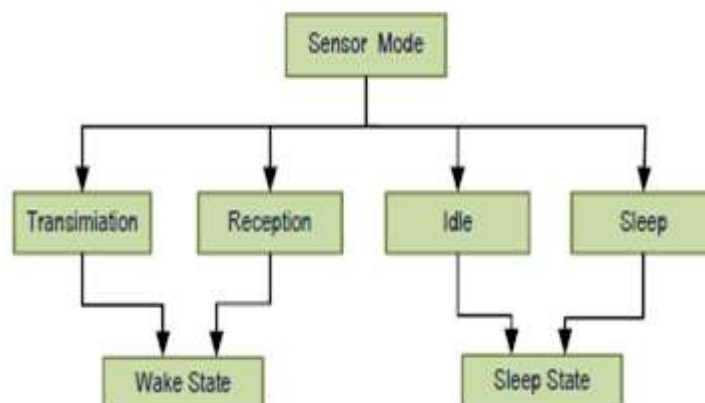 Sensor Mode
Transimiation
Reception
Idle
Sleep
Wake State
Sleep State